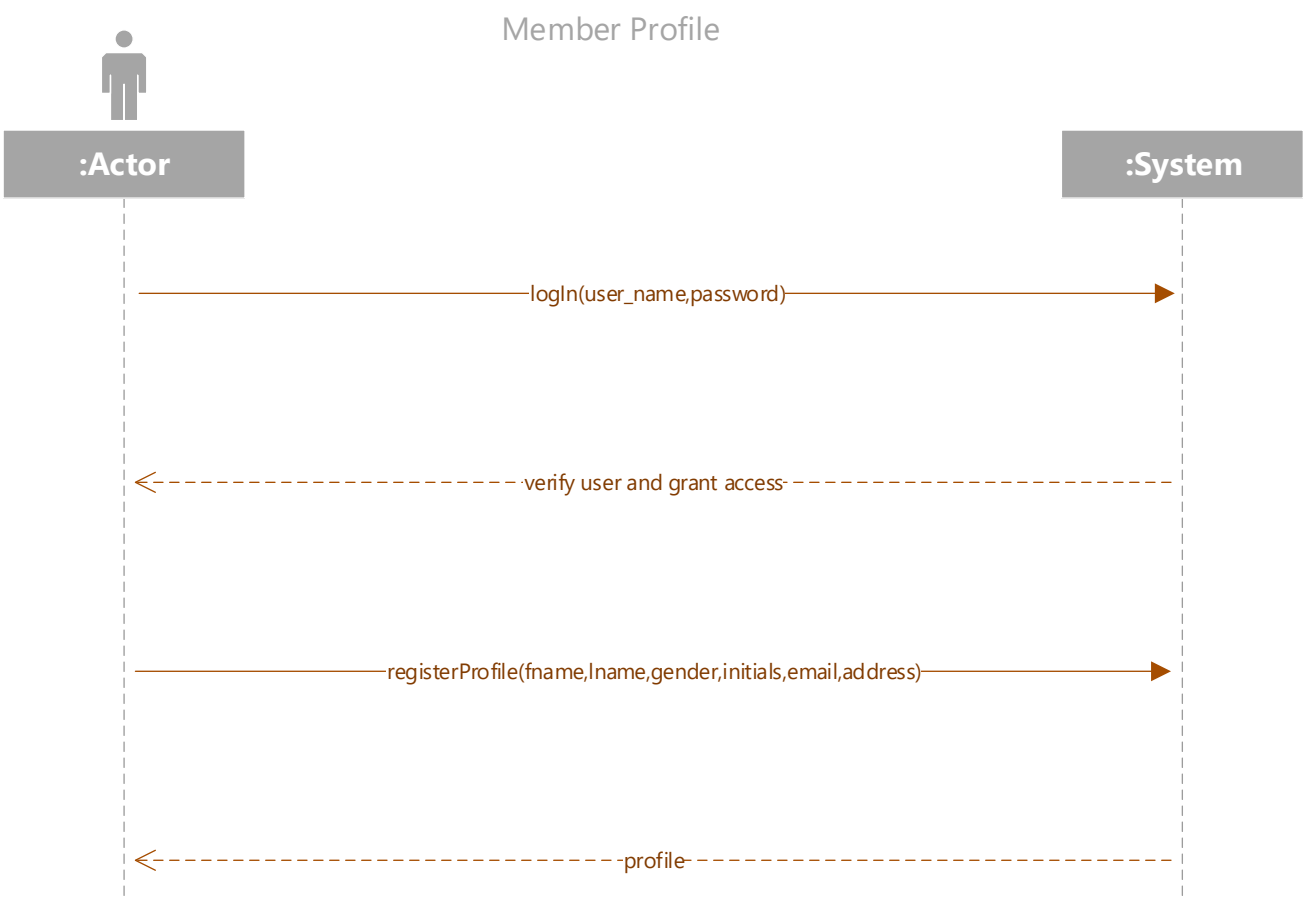 Member Profile
:Actor
:System
logIn(user_name,password)
verify user and grant access
registerProfile(fname,lname,gender,initials,email,address)
profile